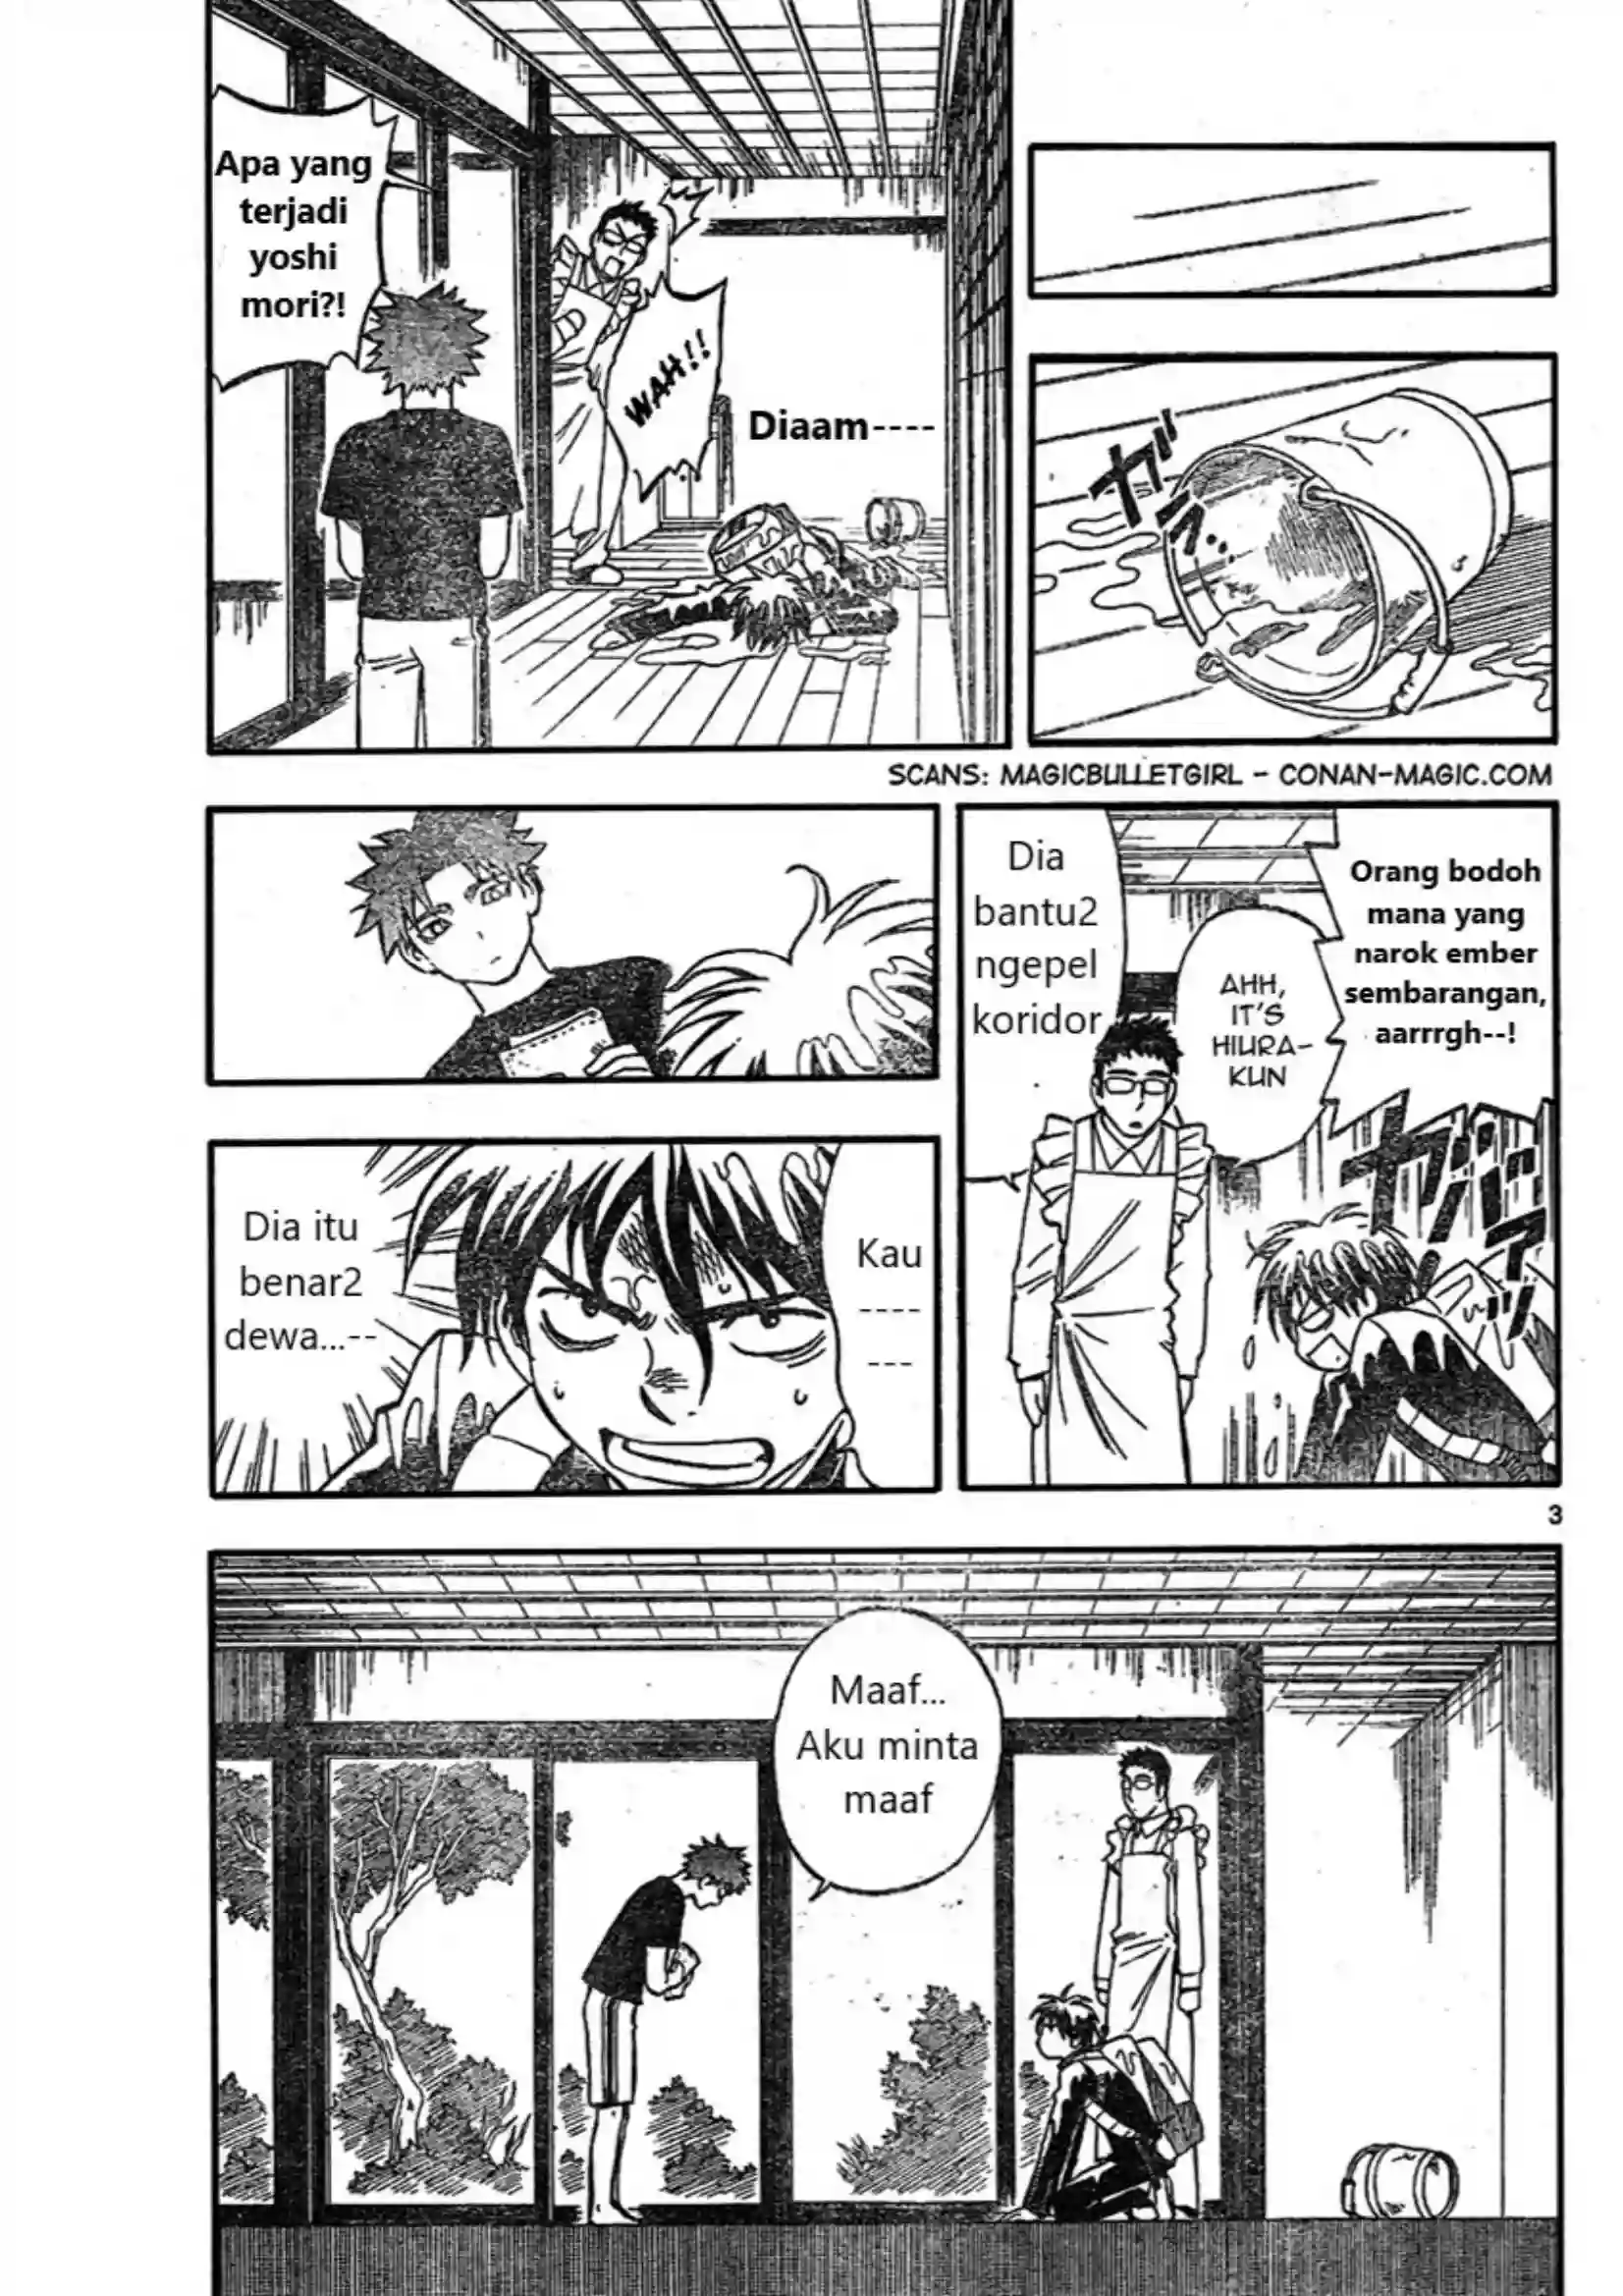 ガラ...
Apa yang
terjadi
yoshi
mori?!
WAH!!
Diaam----
SCANS: MAGICBULLETGIRL - CONAN-MAGIC.COM
Orang bodoh
mana yang
narok ember
sembarangan,
aarrrgh--!
AHH,
IT'S
HIURA-
KUN
Dia
bantu2
ngepel
koridor
Kau
----
---
Dia itu
benar2
dewa...--
3
Maaf...
Aku minta
maaf